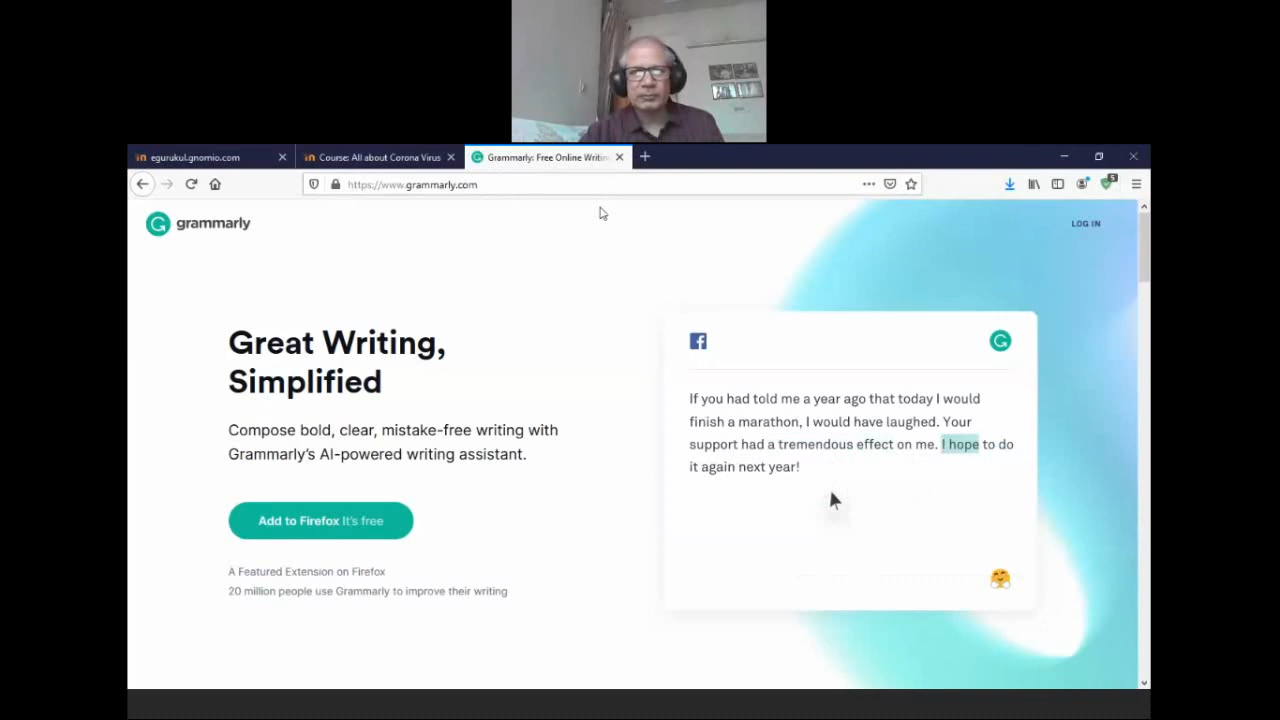 egurukul.gnomio.com
Course: All about Corona Virus
Grammarly: Free Online Writin
https://www.grammarly.com
5
grammarly
LOG IN
Great Writing,
Simplified
Compose bold, clear, mistake-free writing with
Grammarly's AI-powered writing assistant.
Add to Firefox It's free
A Featured Extension on Firefox
20 million people use Grammarly to improve their writing
If you had told me a year ago that today I would
finish a marathon, I would have laughed. Your
support had a tremendous effect on me. I hope to do
it again next year!